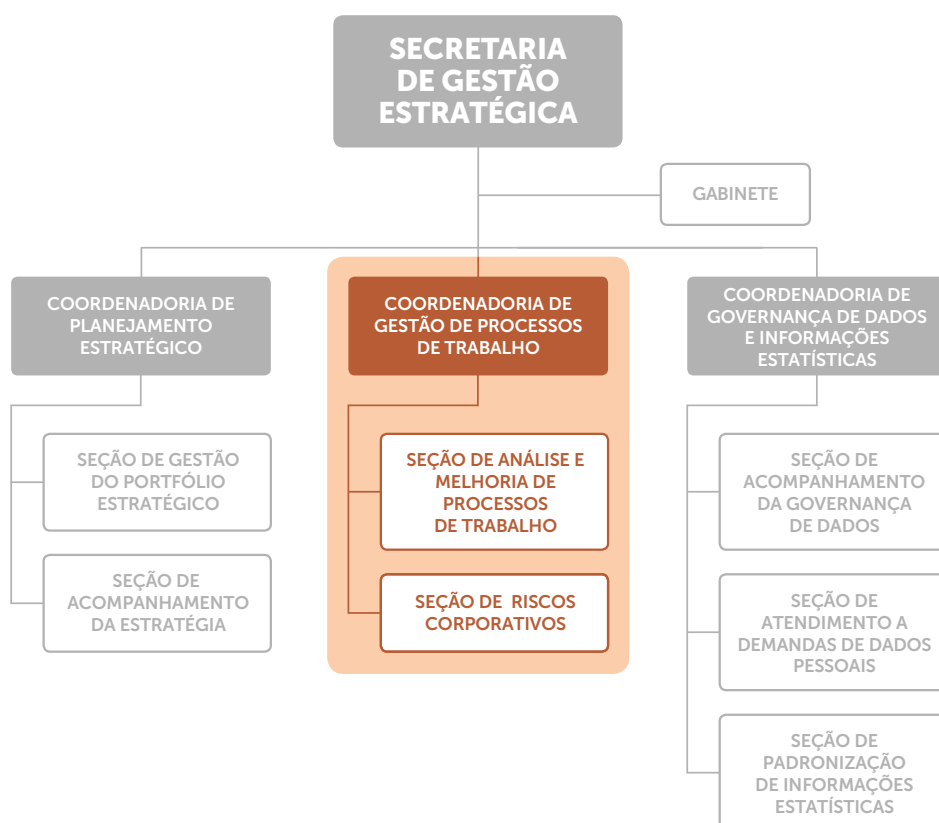 SECRETARIA
DE GESTÃO
ESTRATÉGICA
GABINETE
COORDENADORIA DE
PLANEJAMENTO
ESTRATÉGICO
SEÇÃO DE GESTÃO
DO PORTFÓLIO
ESTRATÉGICO
SEÇÃO DE
ACOMPANHAMENTO
DA ESTRATÉGIA
COORDENADORIA DE
GESTÃO DE PROCESSOS
DE TRABALHO
SEÇÃO DE ANÁLISE E
MELHORIA DE
PROCESSOS
DE TRABALHO
SEÇÃO DE RISCOS
CORPORATIVOS
COORDENADORIA DE
GOVERNANÇA DE DADOS
E INFORMAÇÕES
ESTATÍSTICAS
SEÇÃO DE
ACOMPANHAMENTO
DA GOVERNANÇA
DE DADOS
SEÇÃO DE
ATENDIMENTO A
DEMANDAS DE DADOS
PESSOAIS
SEÇÃO DE
PADRONIZAÇÃO
DE INFORMAÇÕES
ESTATÍSTICAS